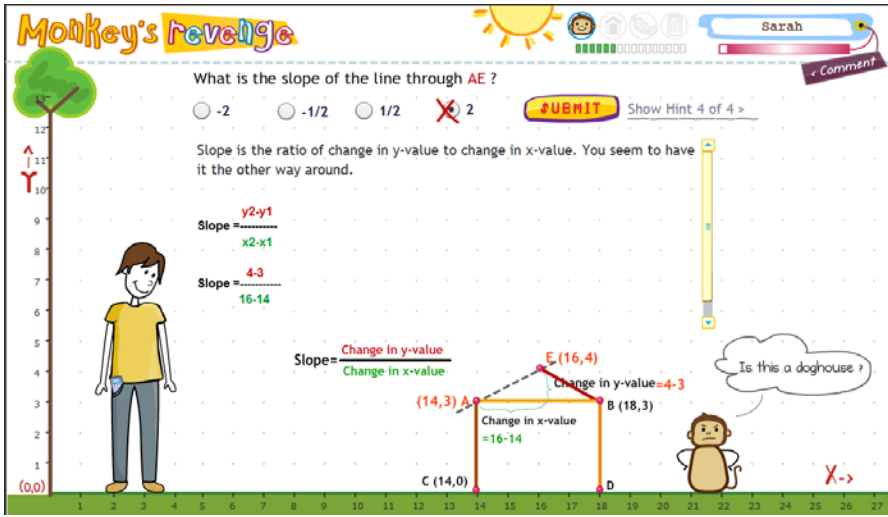 Monkey's revenge
Sarah
< Comment
What is the slope of the line through AE ?
-2
-1/2
1/2
2
SUBMIT
Show Hint 4 of 4 >
Slope is the ratio of change in y-value to change in x-value. You seem to have
it the other way around.
Slope = y2-y1
x2-x1
Slope = 4-3
16-14
Slope= Change in y-value
Change in x-value
E (16,4)
Change in y-value=4-3
(14,3) A
B (18,3)
Change in x-value
=16-14
C (14,0)
D
Is this a doghouse ?
Y ->
X ->
13
12
11
10
9
8
7
6
5
4
3
2
1
(0,0)
1 2 3 4 5 6 7 8 9 10 11 12 13 14 15 16 17 18 19 20 21 22 23 24 25 26 27